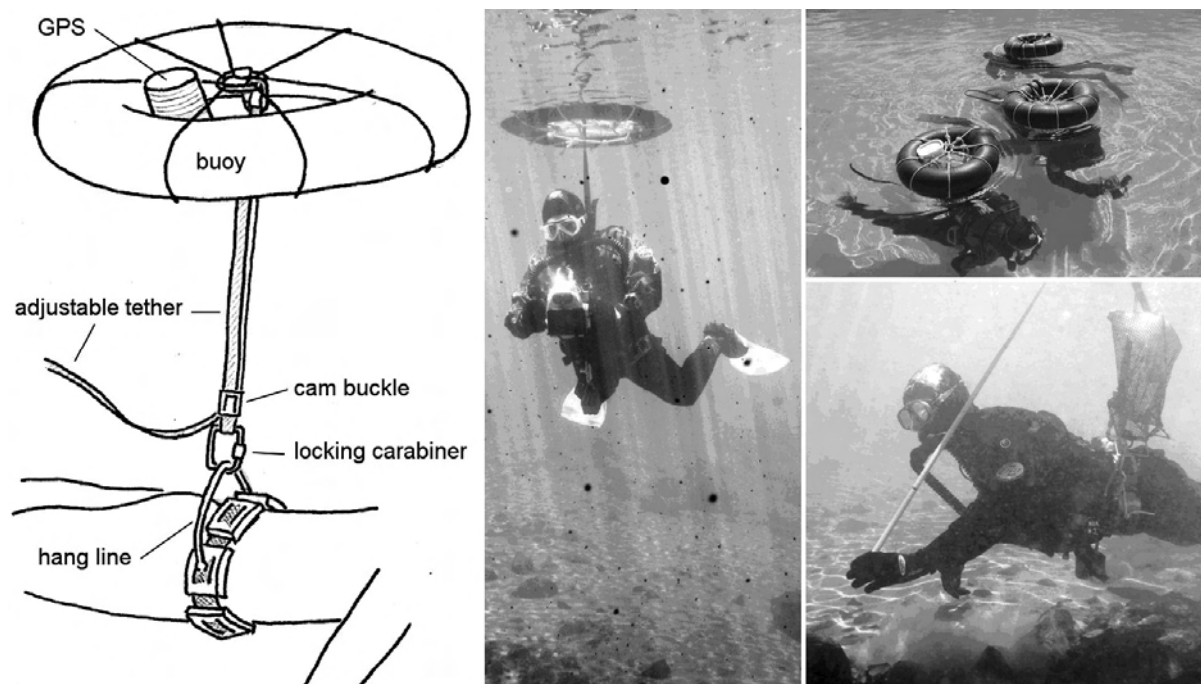 GPS
buoy
adjustable tether
cam buckle
locking carabiner
hang line